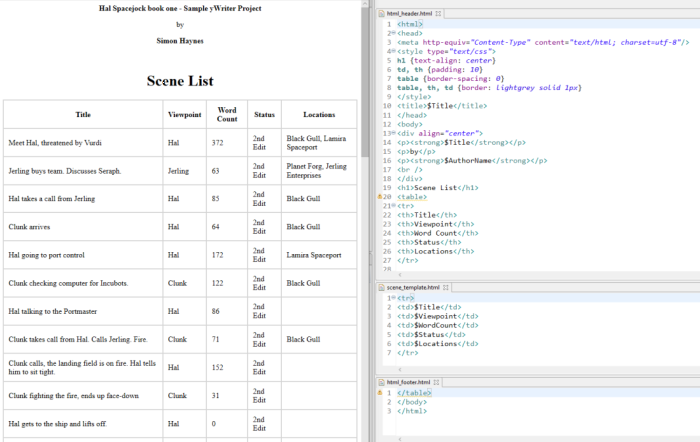 Hal Spacejock book one - Sample yWriter Project
by
Simon Haynes
Scene List
Title Viewpoint Word Count Status Locations
Meet Hal, threatened by Vurdi Hal 372 2nd Edit Black Gull, Lamira Spaceport
Jerling buys team. Discusses Seraph. Jerling 63 2nd Edit Planet Forg, Jerling Enterprises
Hal takes a call from Jerling Hal 85 2nd Edit Black Gull
Clunk arrives Hal 64 2nd Edit Black Gull
Hal going to port control Hal 172 2nd Edit Lamira Spaceport
Clunk checking computer for Incubots. Clunk 122 2nd Edit Black Gull
Hal talking to the Portmaster Hal 86 2nd Edit
Clunk takes call from Hal. Calls Jerling. Fire. Clunk 71 2nd Edit Black Gull
Clunk calls, the landing field is on fire. Hal tells him to sit tight. Hal 152 2nd Edit
Clunk fighting the fire, ends up face-down Clunk 31 2nd Edit
Hal gets to the ship and lifts off. Hal 0 2nd Edit
html_header.html
1 <html>
2 <head>
3 <meta http-equiv="Content-Type" content="text/html; charset=utf-8"/>
4 <style type="text/css">
5 h1 {text-align: center}
6 td, th {padding: 10}
7 table {border-spacing: 0}
8 table, th, td {border: lightgrey solid 1px}
9 </style>
10 <title>$Title</title>
11 </head>
12 <body>
13 <div align="center">
14 <p><strong>$Title</strong></p>
15 <p>by</p>
16 <p><strong>$AuthorName</strong></p>
17 <br />
18 </div>
19 <h1>Scene List</h1>
20 <table>
21 <tr>
22 <th>Title</th>
23 <th>Viewpoint</th>
24 <th>Word Count</th>
25 <th>Status</th>
26 <th>Locations</th>
27 </tr>
28
scene_template.html
1 <tr>
2 <td>$Title</td>
3 <td>$Viewpoint</td>
4 <td>$WordCount</td>
5 <td>$Status</td>
6 <td>$Locations</td>
7 </tr>
html_footer.html
1 </table>
2 </body>
3 </html>